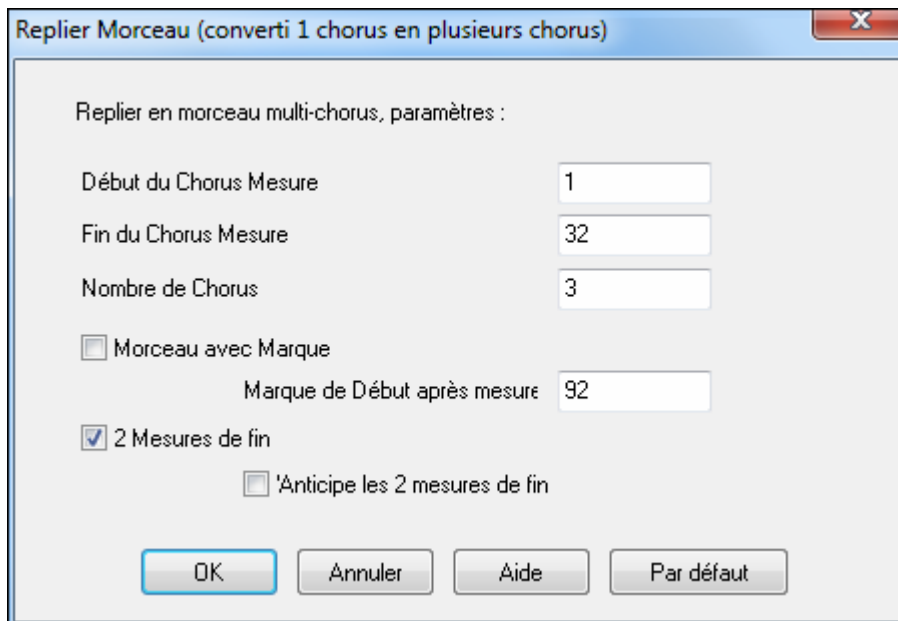 Replier Morceau (converti 1 chorus en plusieurs chorus)
Replier en morceau multi-chorus, paramètres :
Début du Chorus Mesure 1
Fin du Chorus Mesure 32
Nombre de Chorus 3
Morceau avec Marque
Marque de Début après mesure 92
2 Mesures de fin
'Anticipe les 2 mesures de fin
OK Annuler Aide Par défaut